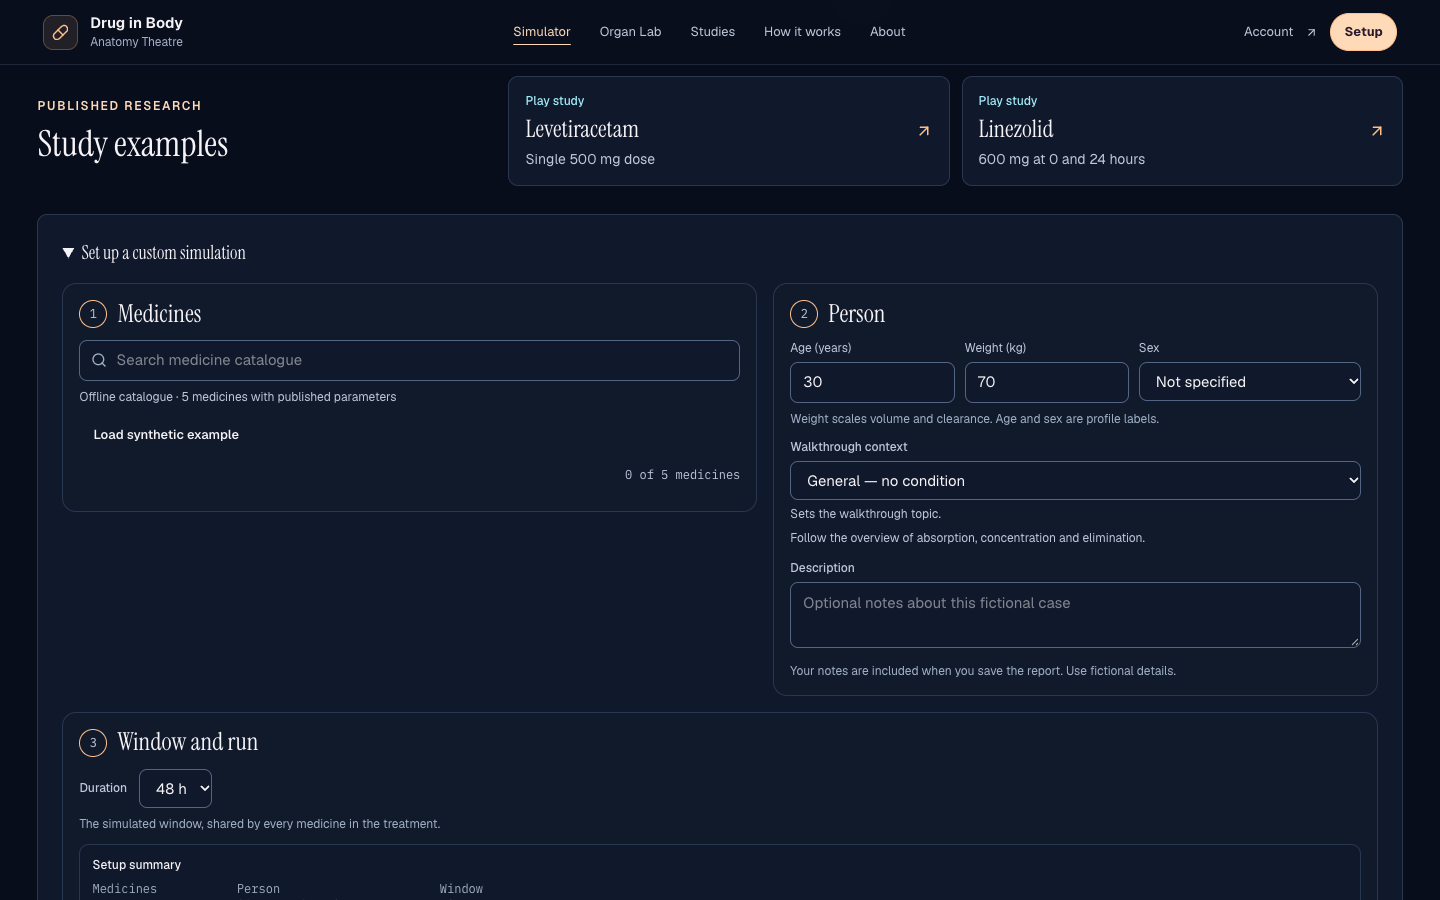 Drug in Body
Anatomy Theatre
Simulator
Organ Lab
Studies
How it works
About
Account
Setup
PUBLISHED RESEARCH
Study examples
Play study
Levetiracetam
Single 500 mg dose
Play study
Linezolid
600 mg at 0 and 24 hours
Set up a custom simulation
1 Medicines
Search medicine catalogue
Offline catalogue · 5 medicines with published parameters
Load synthetic example
0 of 5 medicines
2 Person
Age (years)
Weight (kg)
Sex
30
70
Not specified
Weight scales volume and clearance. Age and sex are profile labels.
Walkthrough context
General — no condition
Sets the walkthrough topic.
Follow the overview of absorption, concentration and elimination.
Description
Optional notes about this fictional case
Your notes are included when you save the report. Use fictional details.
3 Window and run
Duration
48 h
The simulated window, shared by every medicine in the treatment.
Setup summary
Medicines
Person
Window